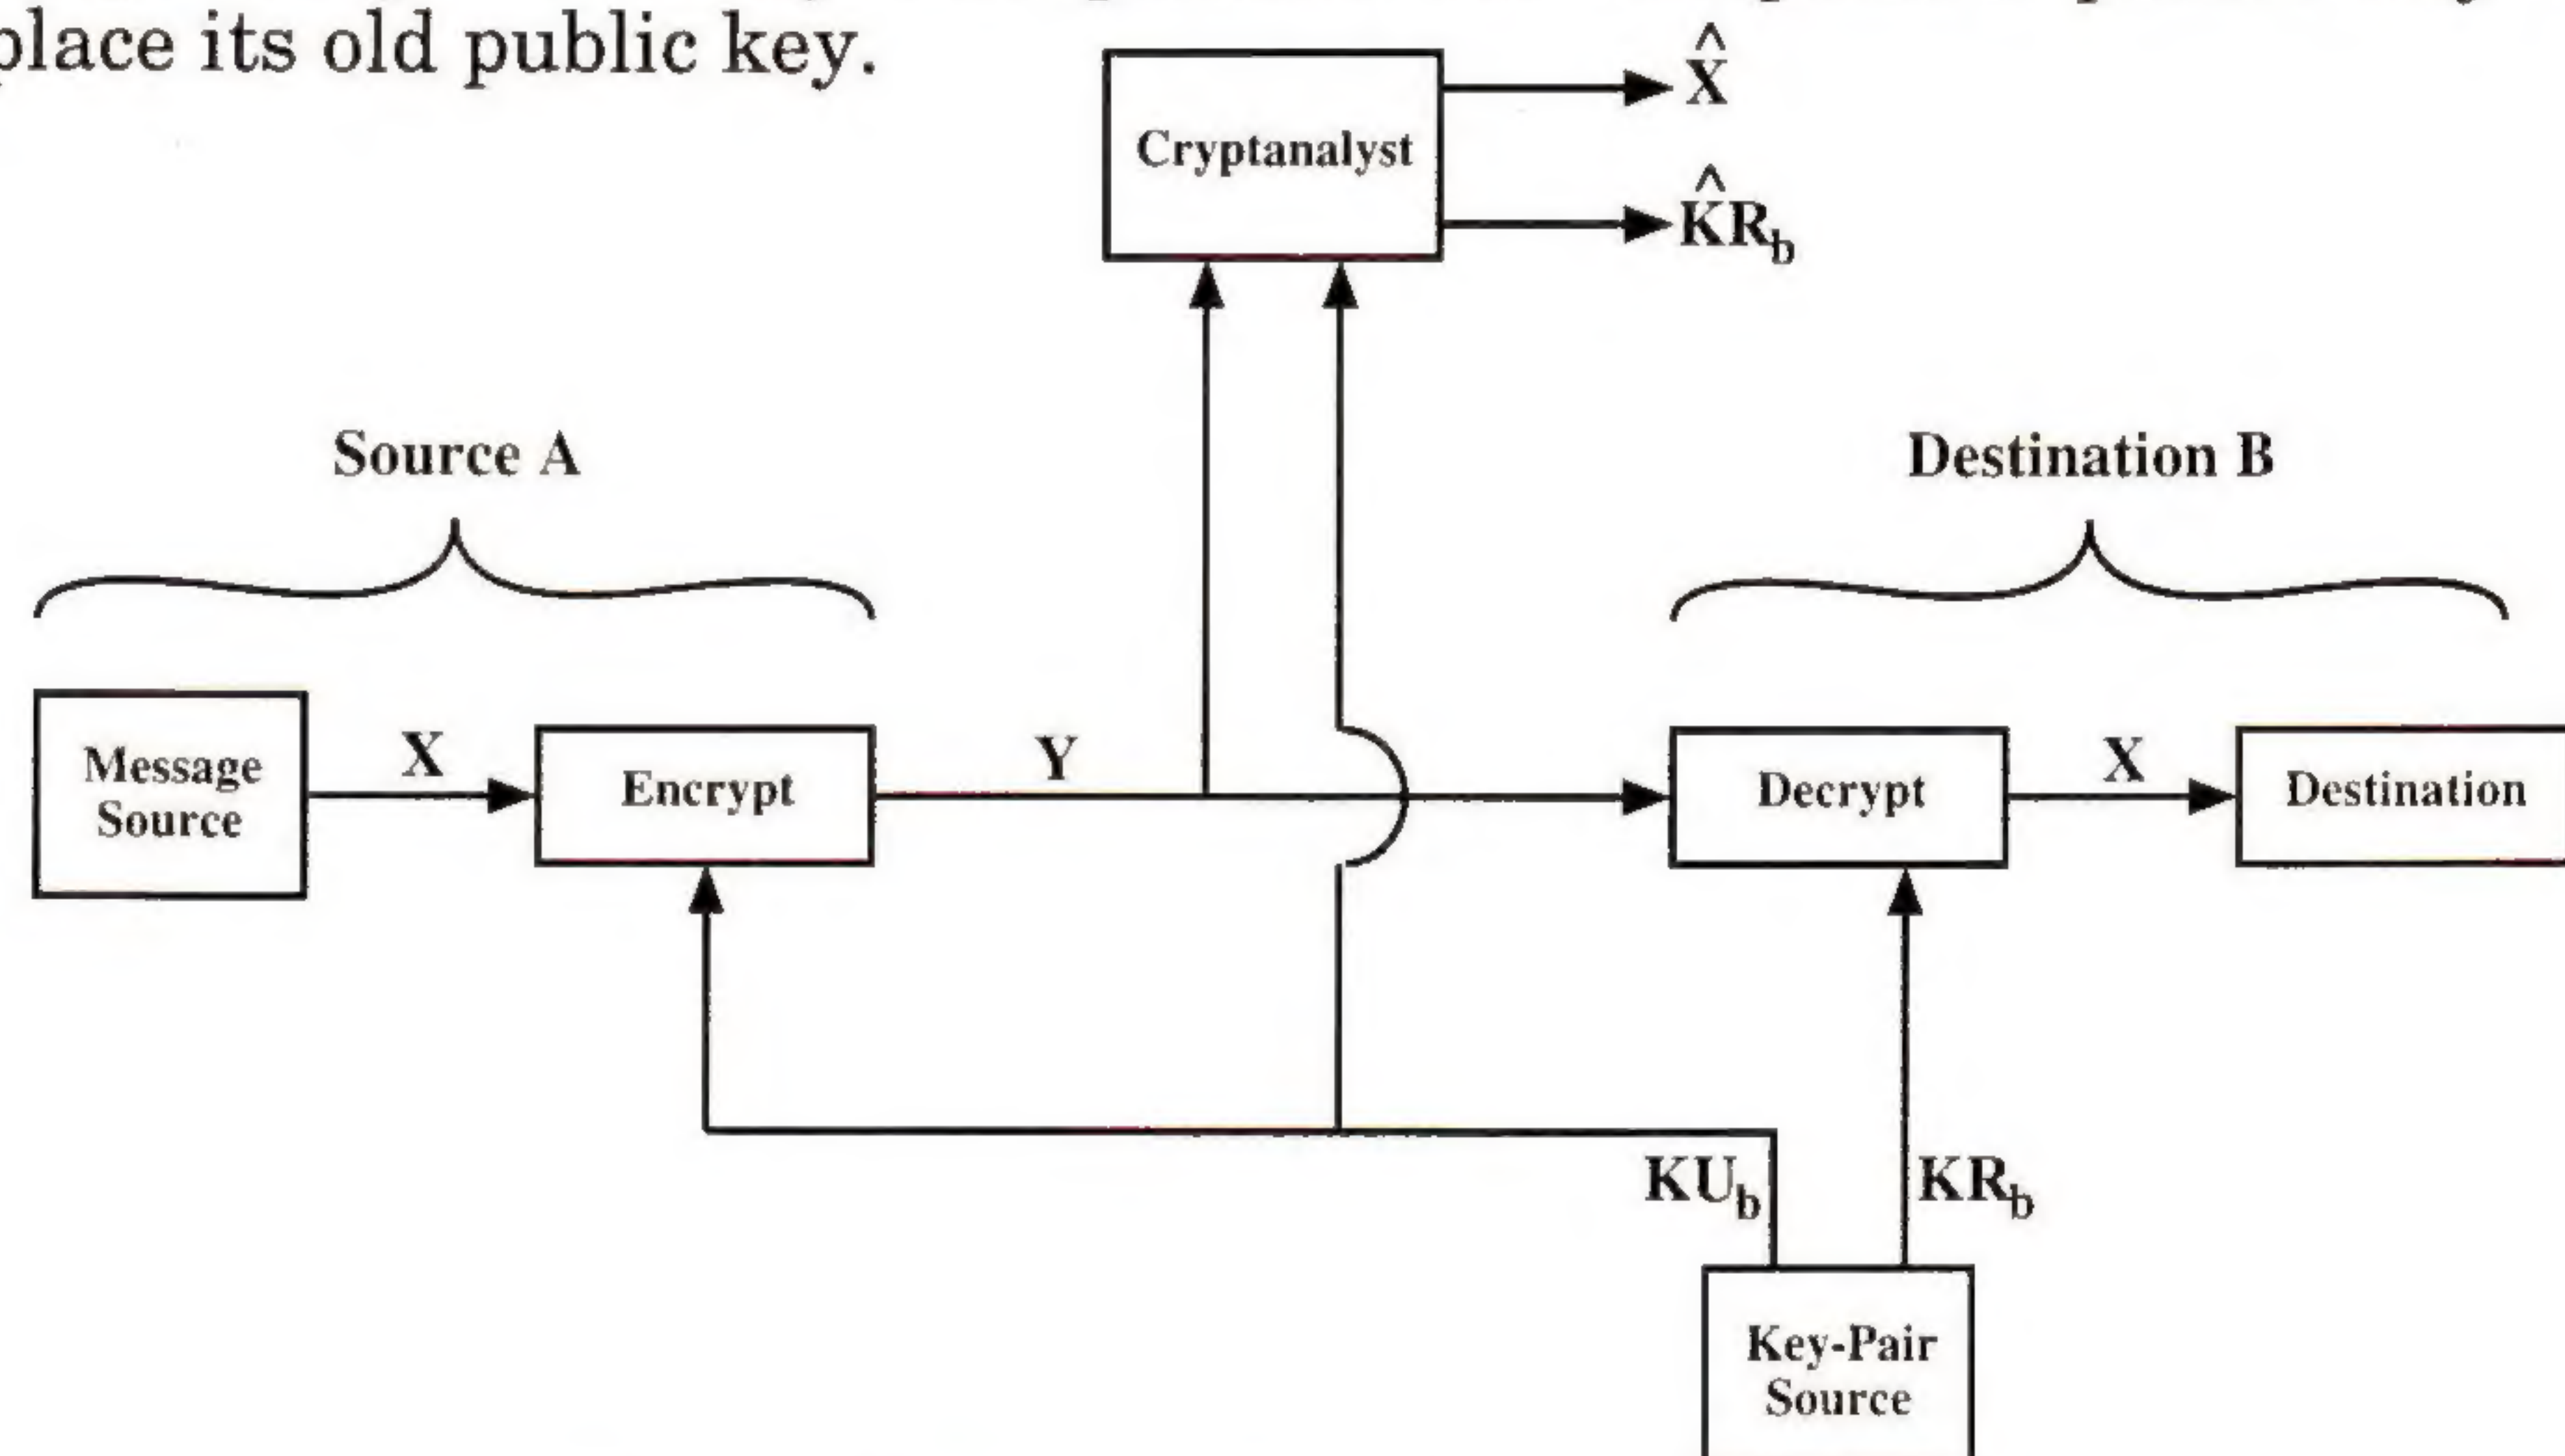 place its old public key.
X̂
Cryptanalyst
K̂R_b
Source A
Destination B
Message
Source
X
Encrypt
Y
Decrypt
X
Destination
KU_b
KR_b
Key-Pair
Source